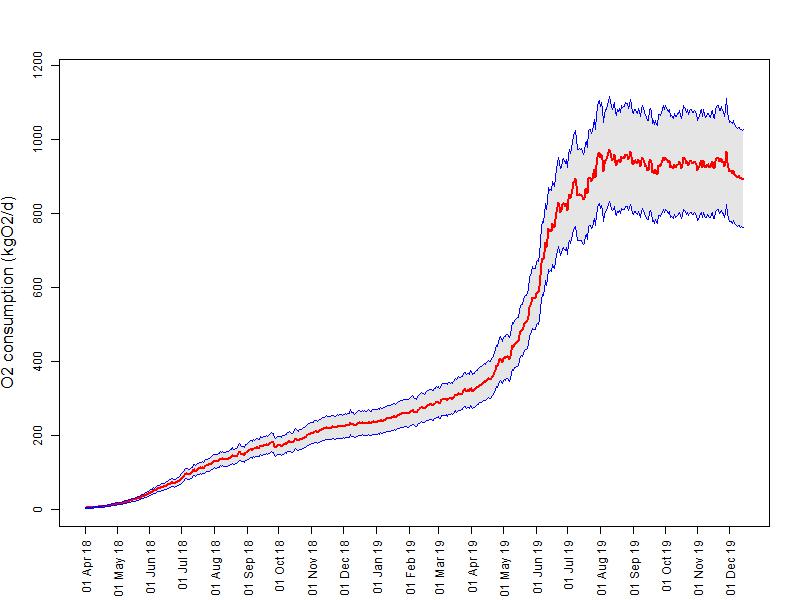 O2 consumption (kgO2/d)
1200
1000
800
600
400
200
0
01 Apr 18
01 May 18
01 Jun 18
01 Jul 18
01 Aug 18
01 Sep 18
01 Oct 18
01 Nov 18
01 Dec 18
01 Jan 19
01 Feb 19
01 Mar 19
01 Apr 19
01 May 19
01 Jun 19
01 Jul 19
01 Aug 19
01 Sep 19
01 Oct 19
01 Nov 19
01 Dec 19